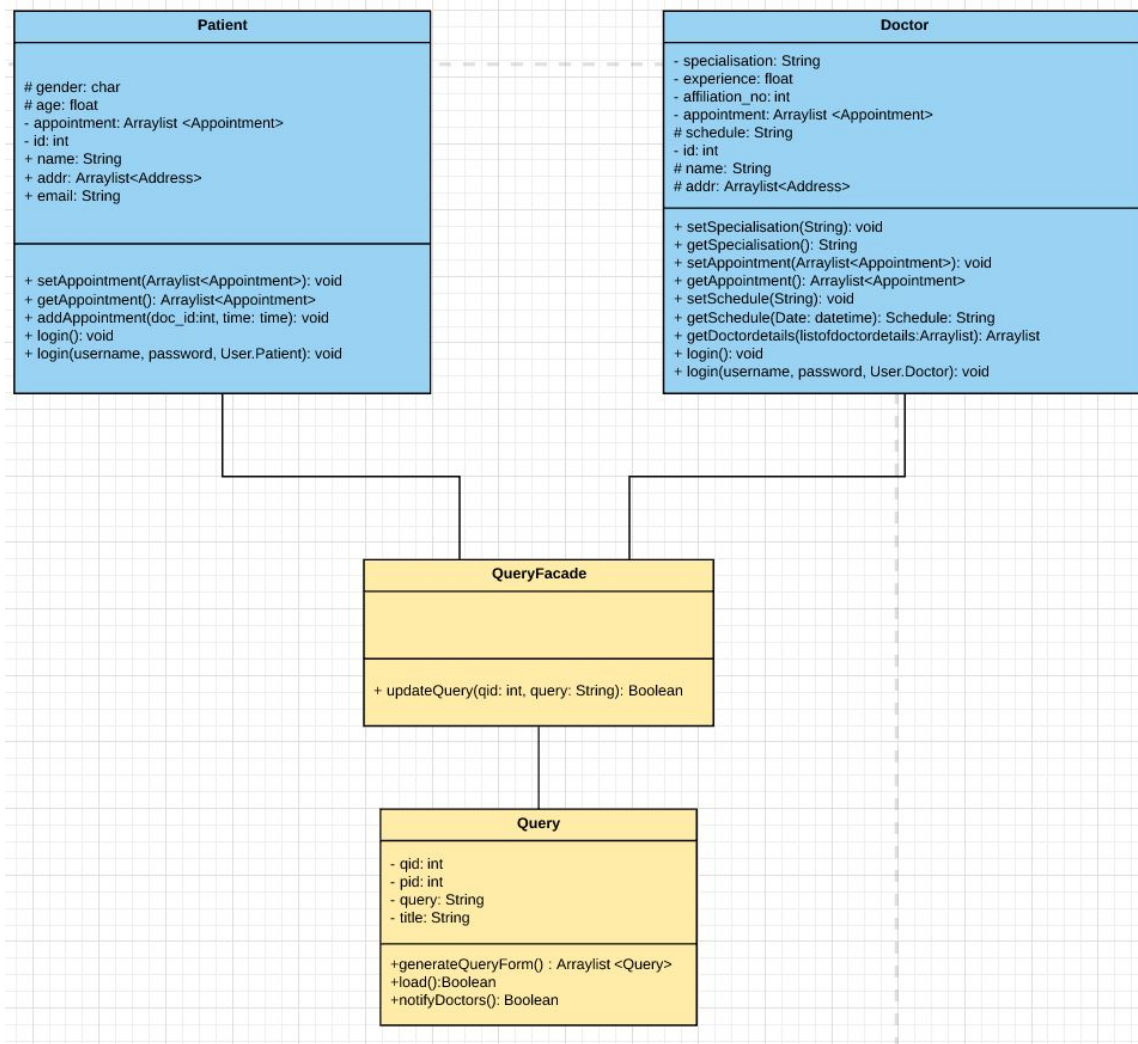 Patient
# gender: char
# age: float
- appointment: Arraylist <Appointment>
- id: int
+ name: String
+ addr: Arraylist<Address>
+ email: String
+ setAppointment(Arraylist<Appointment>): void
+ getAppointment(): Arraylist<Appointment>
+ addAppointment(doc_id:int, time: time): void
+ login(): void
+ login(username, password, User.Patient): void
Doctor
- specialisation: String
- experience: float
- affiliation_no: int
- appointment: Arraylist <Appointment>
# schedule: String
- id: int
# name: String
# addr: Arraylist<Address>
+ setSpecialisation(String): void
+ getSpecialisation(): String
+ setAppointment(Arraylist<Appointment>): void
+ getAppointment(): Arraylist<Appointment>
+ setSchedule(String): void
+ getSchedule(Date: datetime): Schedule: String
+ getDoctordetails(listofdoctordetails:Arraylist): Arraylist
+ login(): void
+ login(username, password, User.Doctor): void
QueryFacade
+ updateQuery(qid: int, query: String): Boolean
Query
- qid: int
- pid: int
- query: String
- title: String
+generateQueryForm() : Arraylist <Query>
+load():Boolean
+notifyDoctors(): Boolean